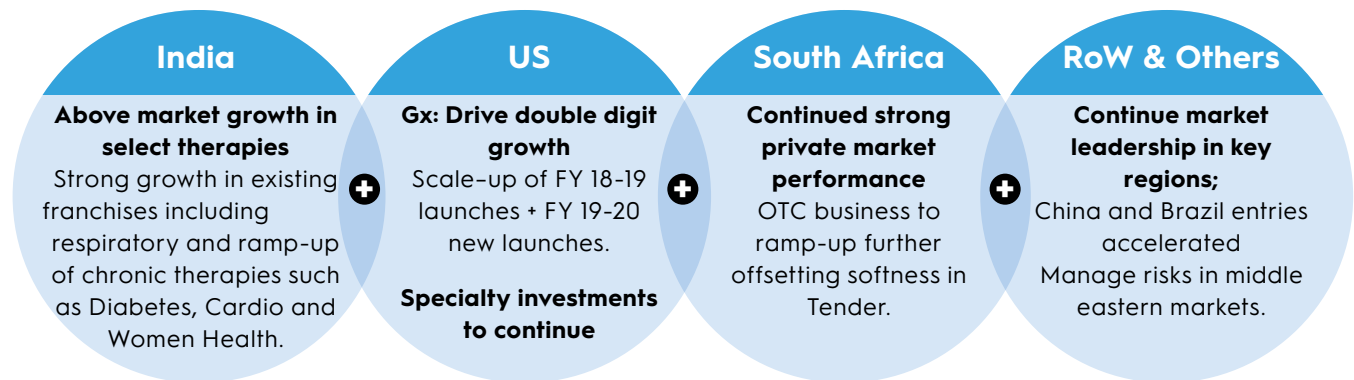 India
Above market growth in
select therapies
Strong growth in existing
franchises including
respiratory and ramp-up
of chronic therapies such
as Diabetes, Cardio and
Women Health.
US
Gx: Drive double digit
growth
Scale-up of FY 18-19
launches + FY 19-20
new launches.
Specialty investments
to continue
South Africa
Continued strong
private market
performance
OTC business to
ramp-up further
offsetting softness in
Tender.
RoW & Others
Continue market
leadership in key
regions;
China and Brazil entries
accelerated
Manage risks in middle
eastern markets.